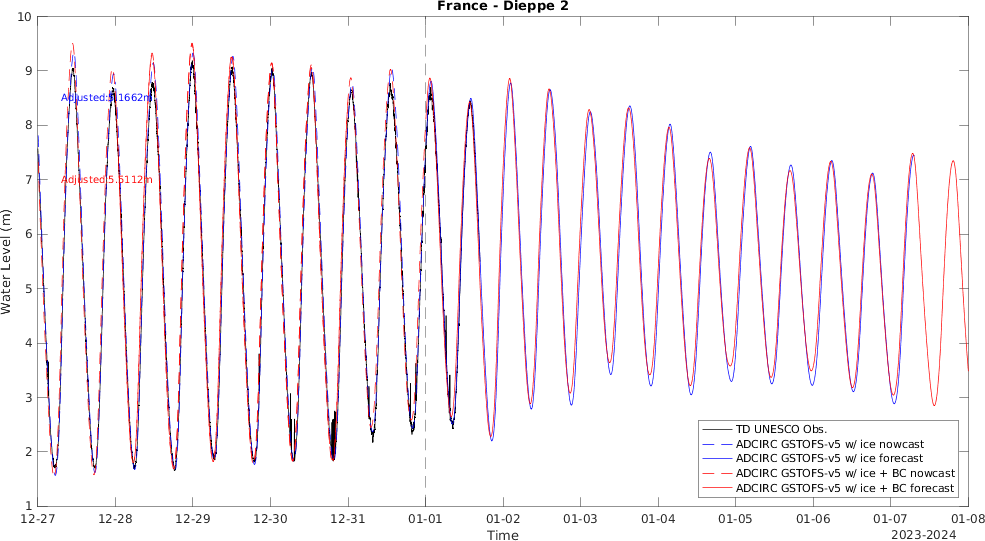 France - Dieppe 2
Water Level (m)
10
9
8
7
6
5
4
3
2
1
Adjusted:5.1662m
Adjusted:5.5112m
TD UNESCO Obs.
ADCIRC GSTOFS-v5 w/ ice nowcast
ADCIRC GSTOFS-v5 w/ ice forecast
ADCIRC GSTOFS-v5 w/ ice + BC nowcast
ADCIRC GSTOFS-v5 w/ ice + BC forecast
12-27 12-28 12-29 12-30 12-31 01-01 01-02 01-03 01-04 01-05 01-06 01-07 01-08
Time
2023-2024